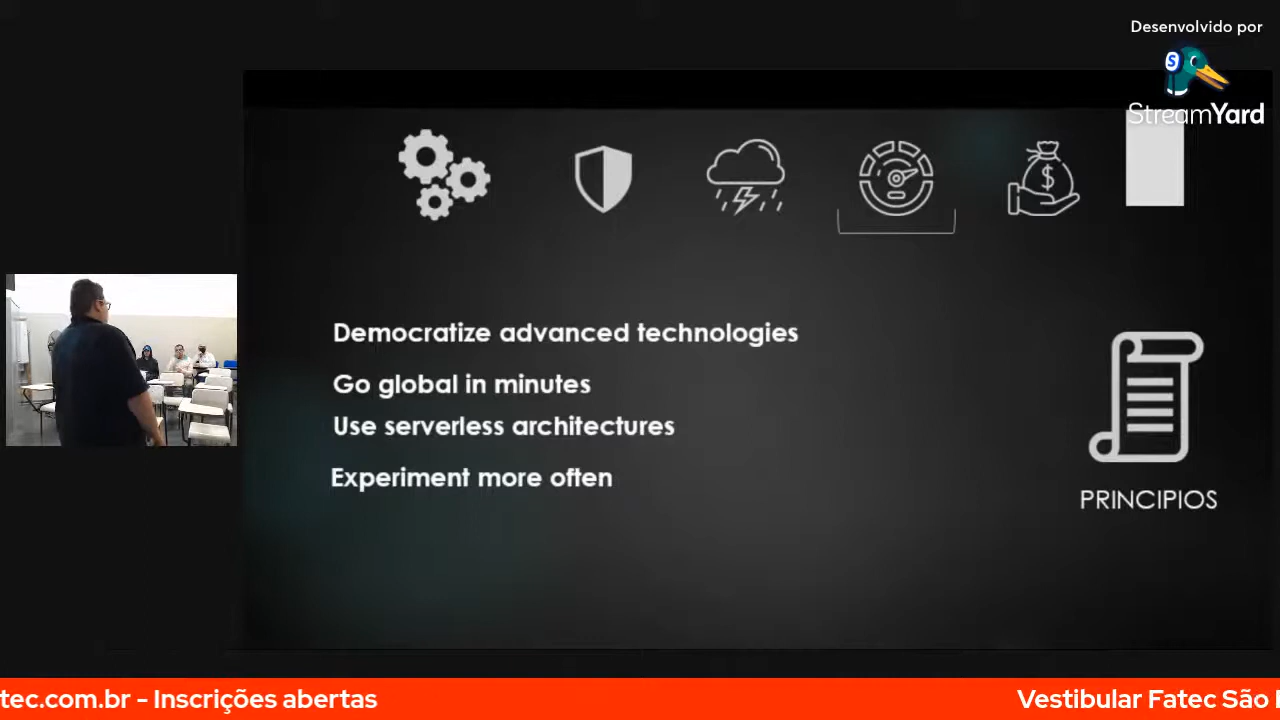 Desenvolvido por
StreamYard
Democratize advanced technologies
Go global in minutes
Use serverless architectures
Experiment more often
PRINCIPIOS
tec.com.br - Inscrições abertas
Vestibular Fatec São